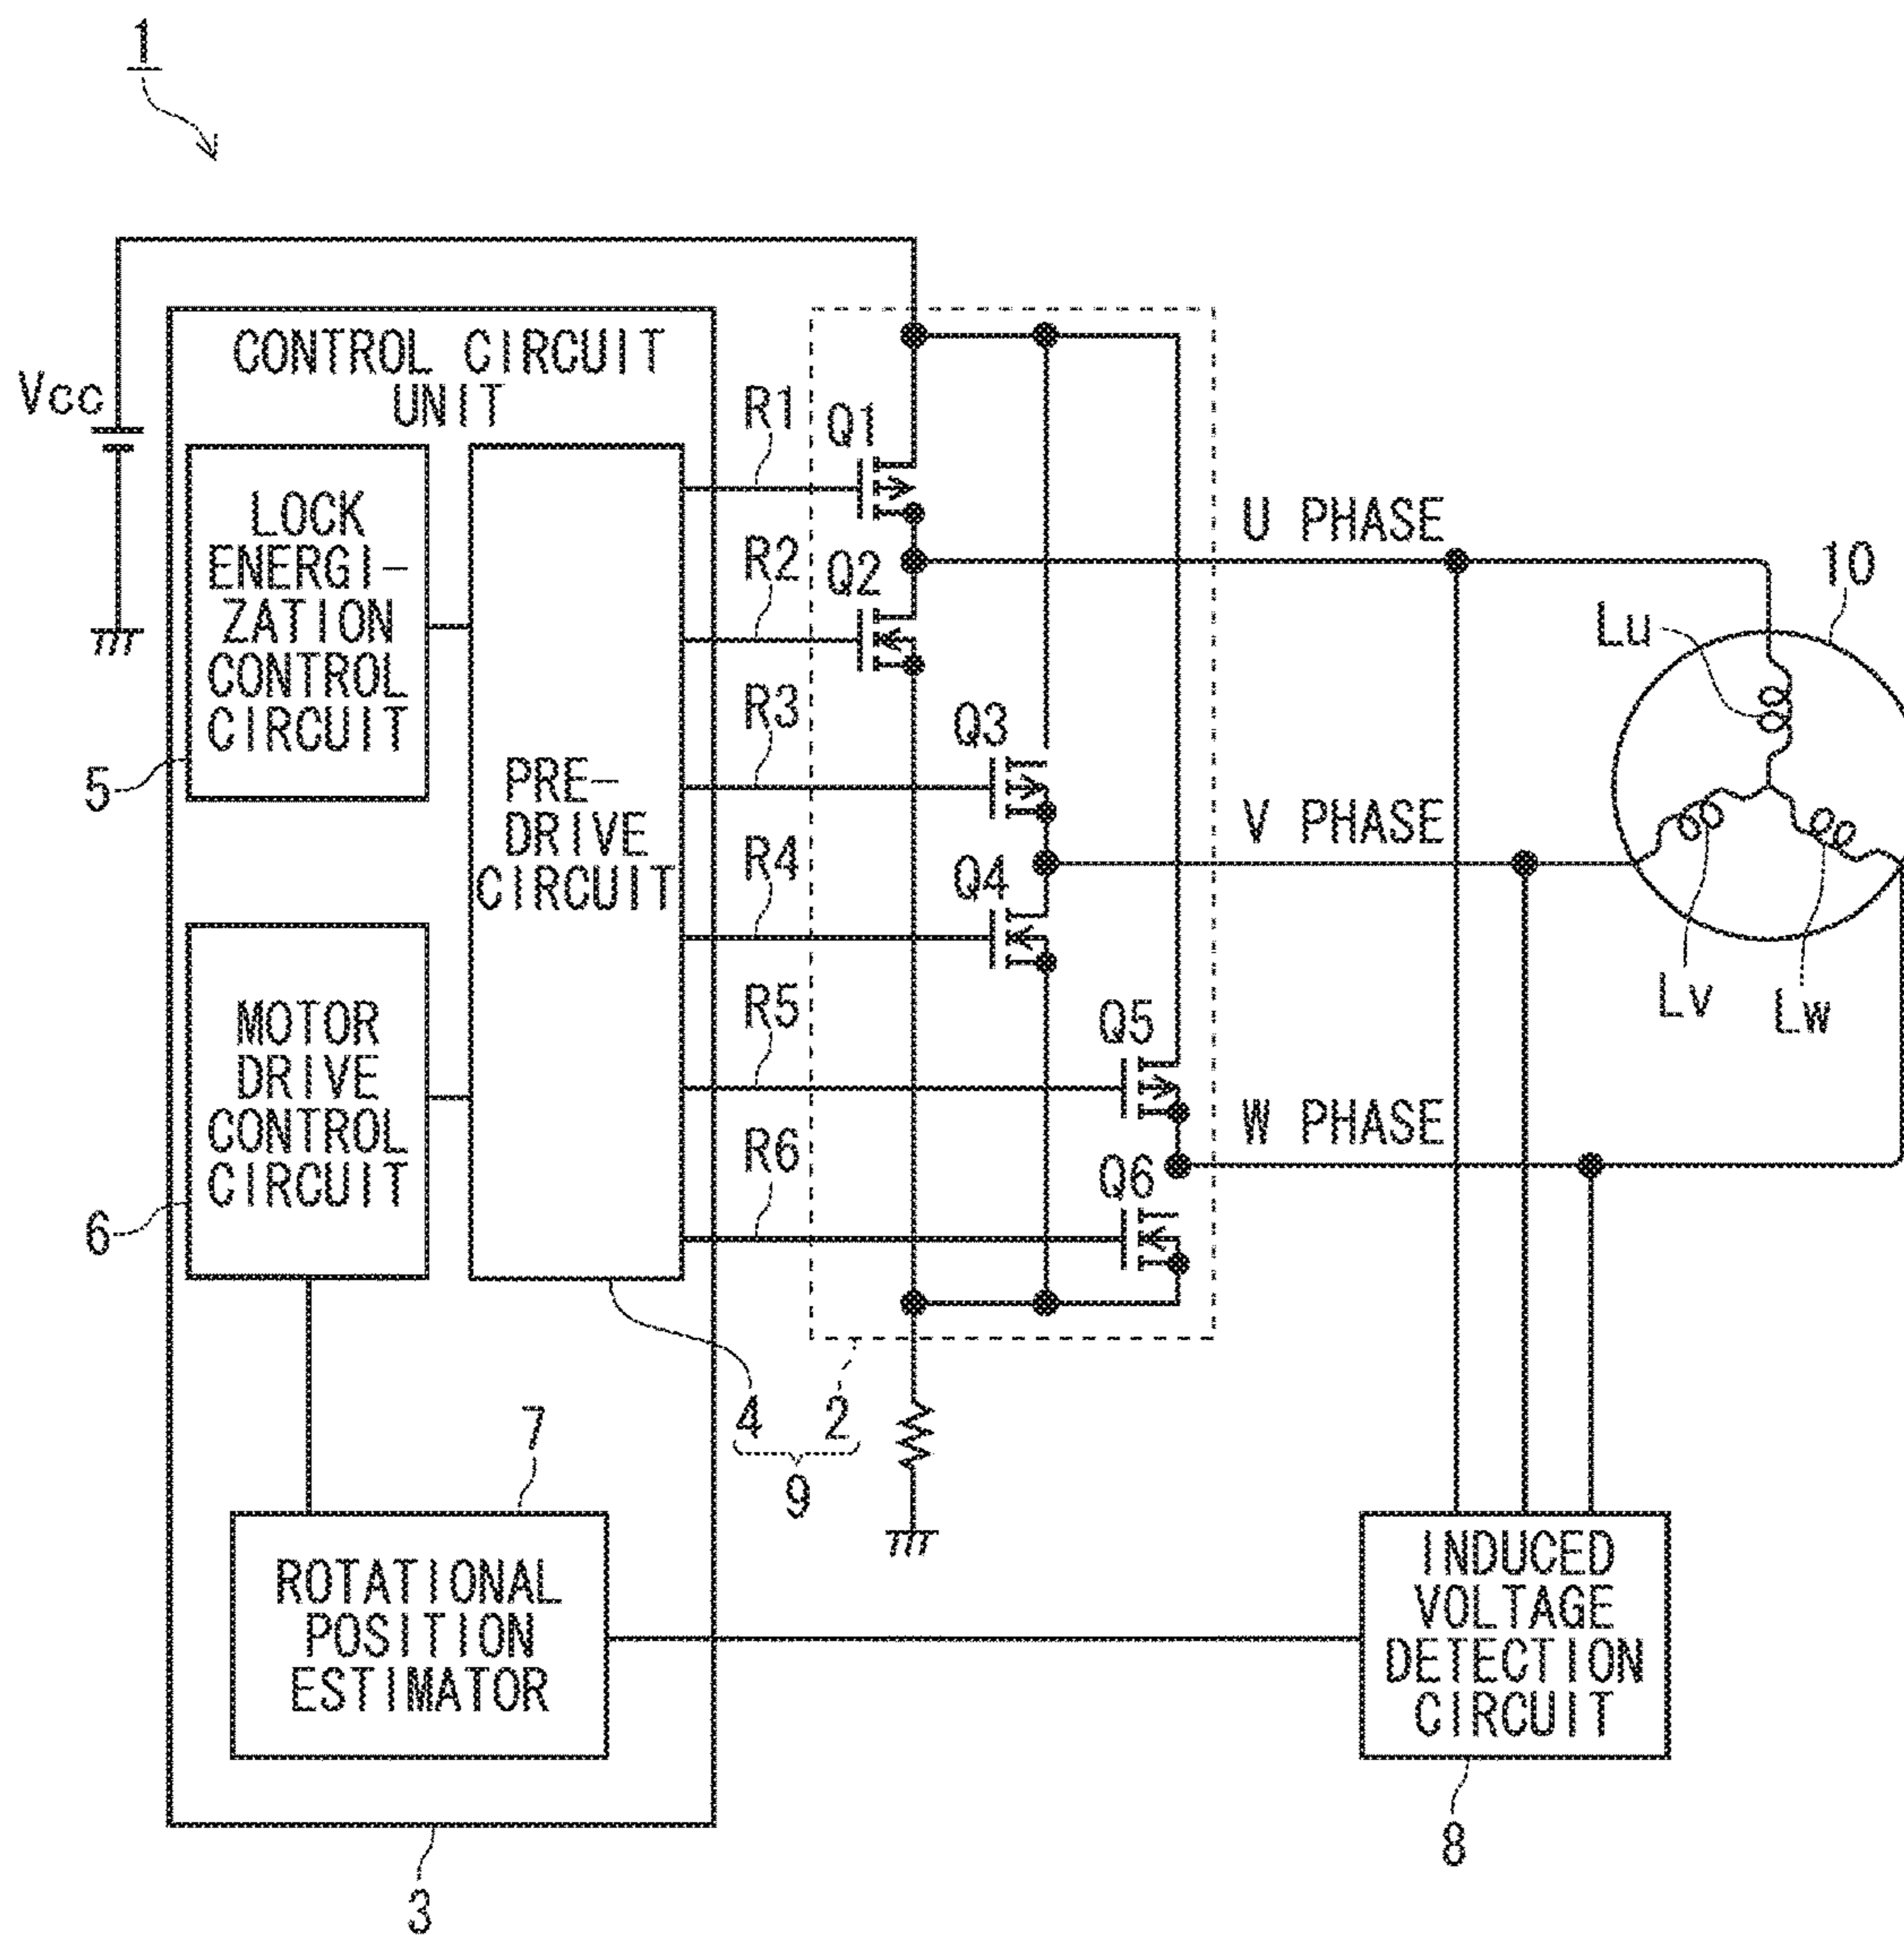 1
Vcc
CONTROL CIRCUIT
UNIT
LOCK
ENERGI-
ZATION
CONTROL
CIRCUIT
5
PRE-
DRIVE
CIRCUIT
MOTOR
DRIVE
CONTROL
CIRCUIT
6
R1
R2
R3
R4
R5
R6
Q1
Q2
Q3
Q4
Q5
Q6
U PHASE
V PHASE
W PHASE
10
Lu
Lv
Lw
4
2
9
7
ROTATIONAL
POSITION
ESTIMATOR
INDUCED
VOLTAGE
DETECTION
CIRCUIT
8
3